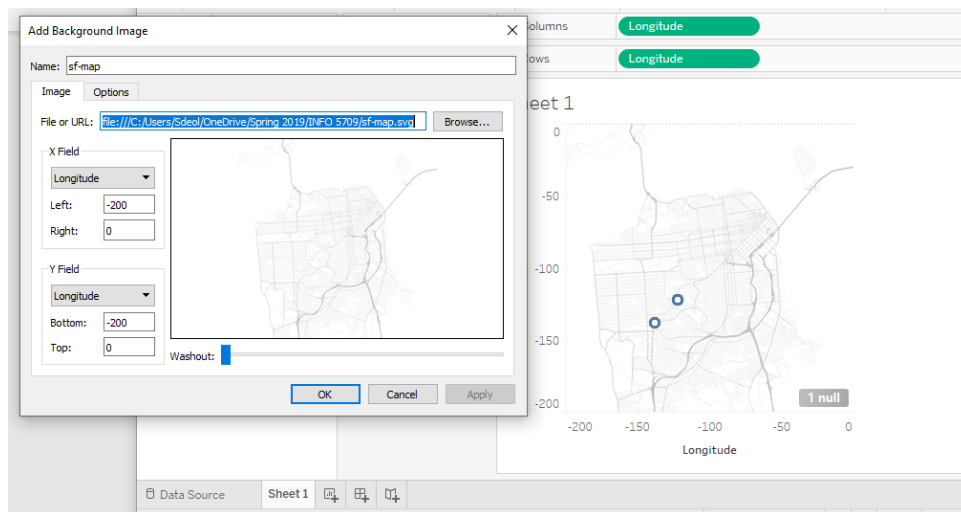 Add Background Image
Name: sf-map
Image Options
File or URL: file:///C:/Users/Sdeol/OneDrive/Spring 2019/INFO 5709/sf-map.svg Browse...
X Field
Longitude
Left: -200
Right: 0
Y Field
Longitude
Bottom: -200
Top: 0
Washout:
OK Cancel Apply
olumns Longitude
ows Longitude
eet 1
0
-50
-100
-150
-200
1 null
-200 -150 -100 -50 0
Longitude
Data Source Sheet 1